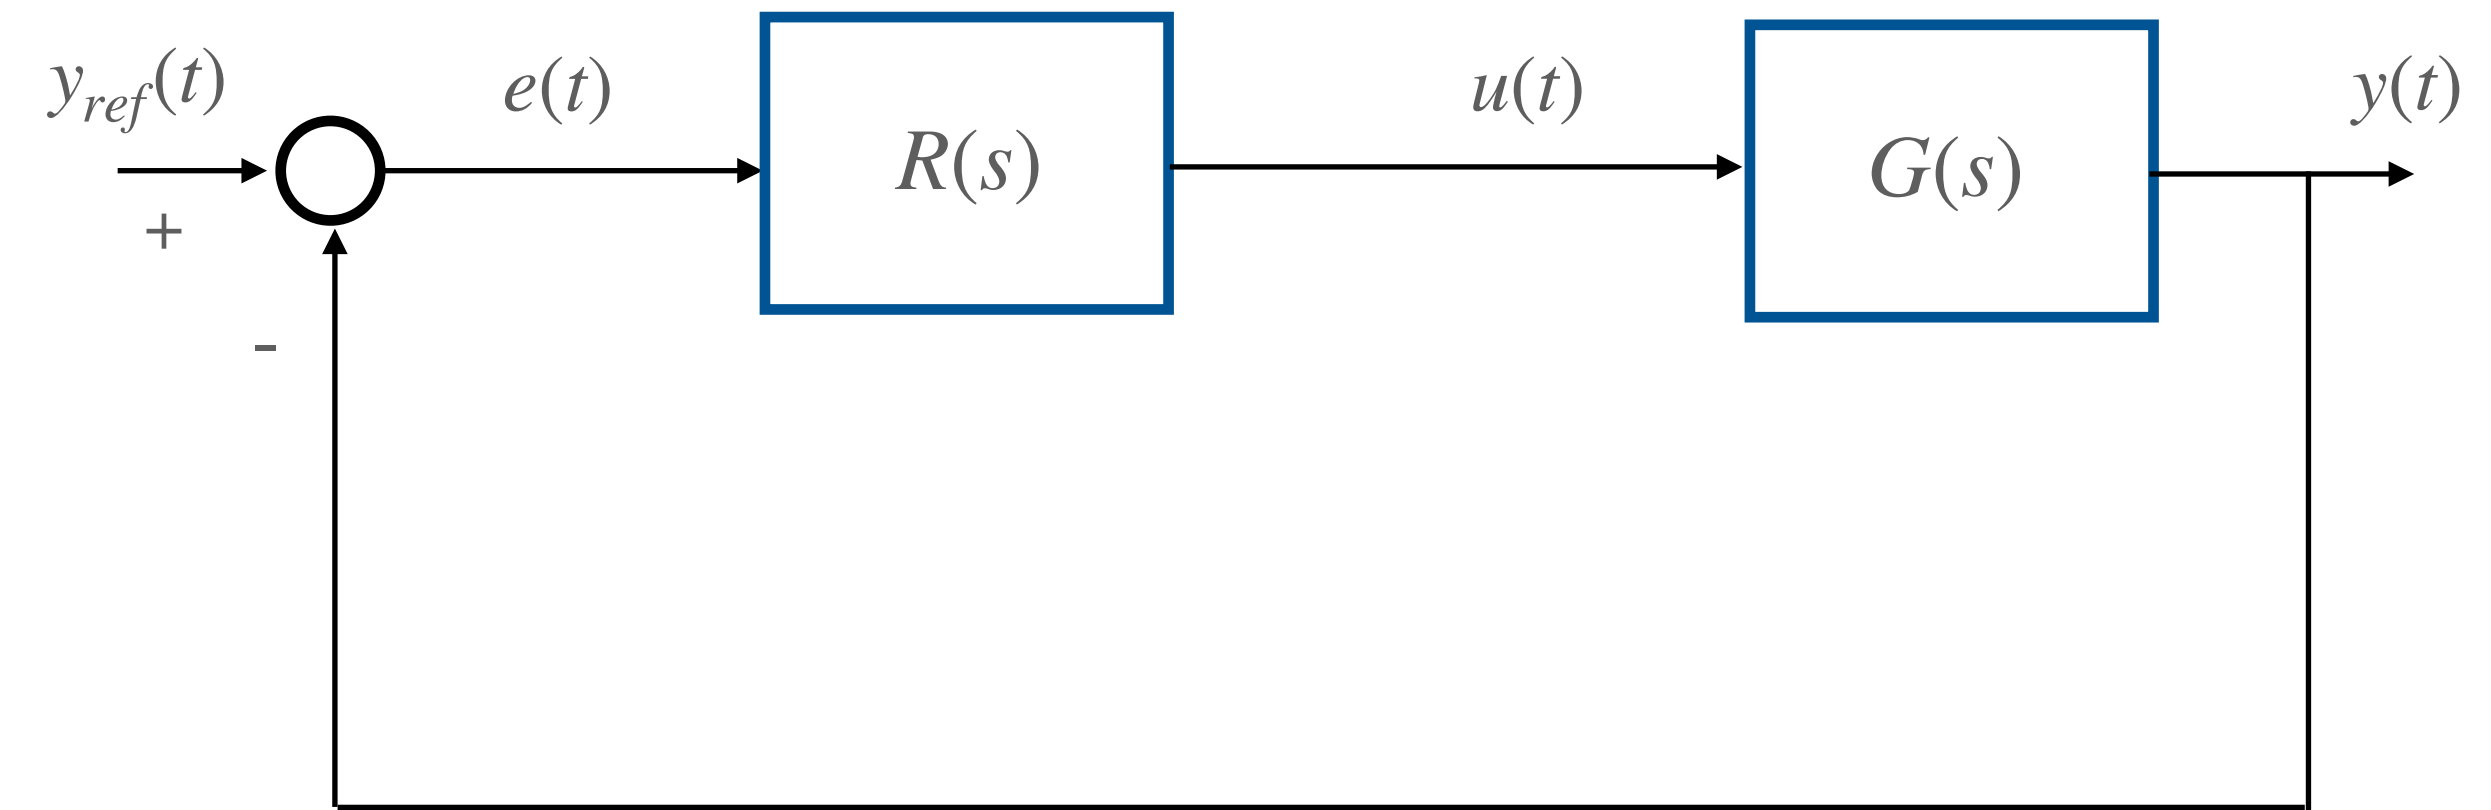 y_ref(t)
e(t)
R(s)
u(t)
G(s)
y(t)
+
-